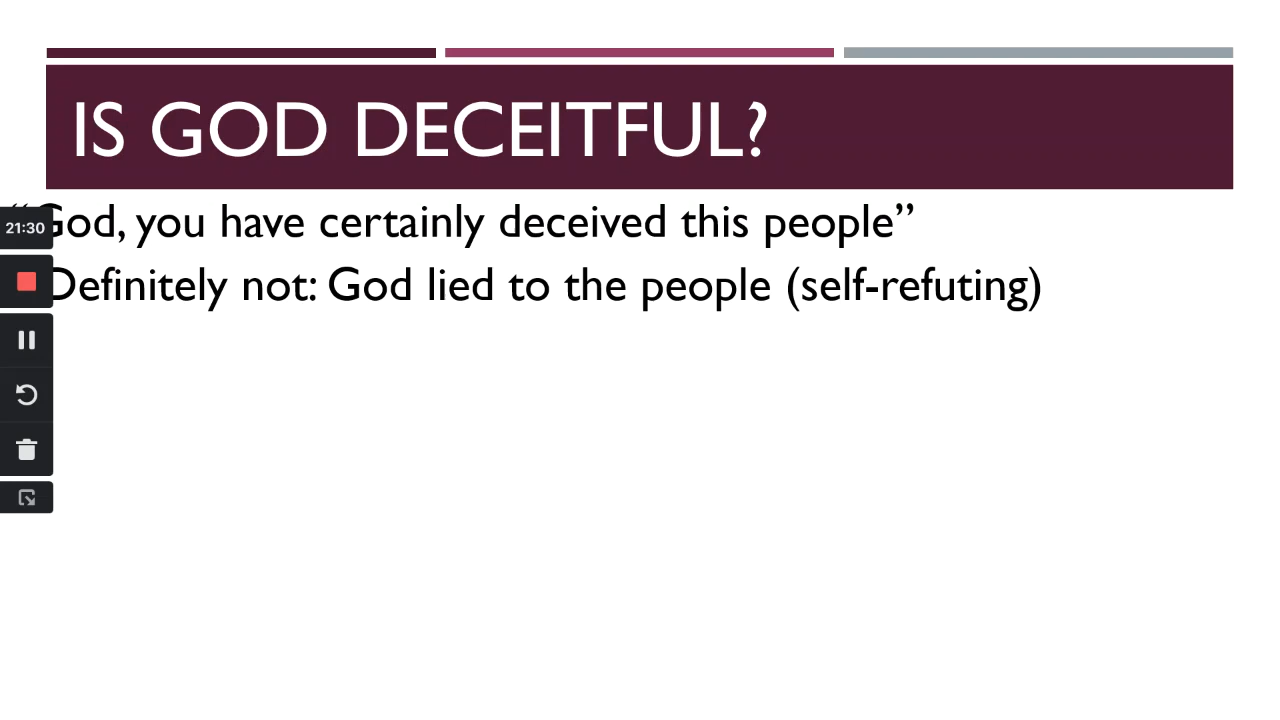 IS GOD DECEITFUL?
“God, you have certainly deceived this people”
21:30
Definitely not: God lied to the people (self-refuting)